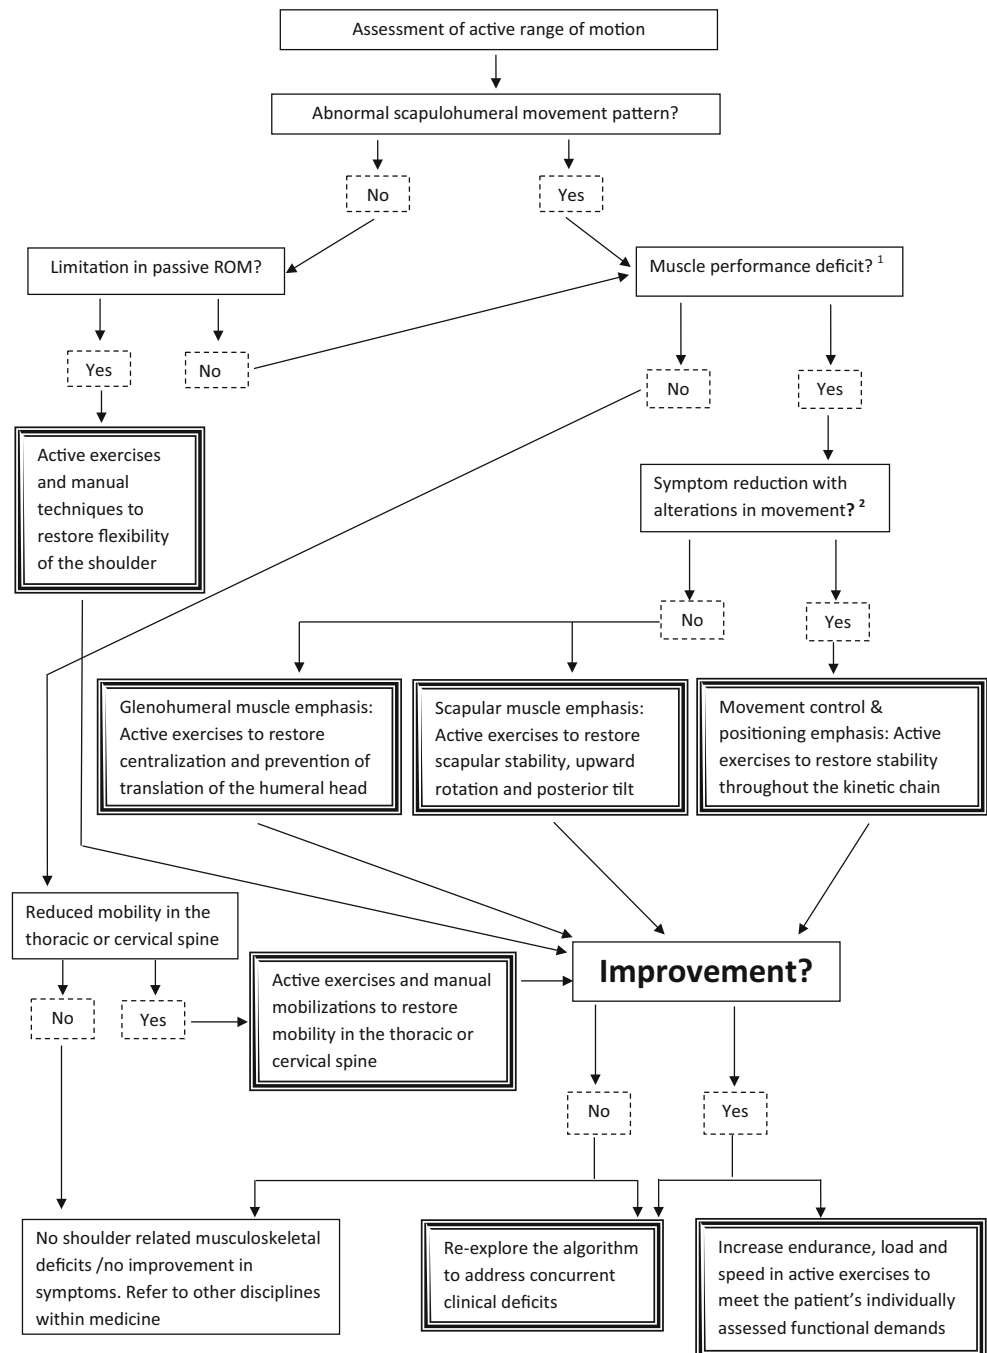 Assessment of active range of motion
Abnormal scapulohumeral movement pattern?
No
Yes
Limitation in passive ROM?
Muscle performance deficit? 1
Yes
No
No
Yes
Active exercises
and manual
techniques to
restore flexibility
of the shoulder
Symptom reduction with
alterations in movement? 2
No
Yes
Glenohumeral muscle emphasis:
Active exercises to restore
centralization and prevention of
translation of the humeral head
Scapular muscle emphasis:
Active exercises to restore
scapular stability, upward
rotation and posterior tilt
Movement control &
positioning emphasis: Active
exercises to restore stability
throughout the kinetic chain
Reduced mobility in the
thoracic or cervical spine
No
Yes
Active exercises and manual
mobilizations to restore
mobility in the thoracic or
cervical spine
Improvement?
No
Yes
No shoulder related musculoskeletal
deficits /no improvement in
symptoms. Refer to other disciplines
within medicine
Re-explore the algorithm
to address concurrent
clinical deficits
Increase endurance, load and
speed in active exercises to
meet the patient's individually
assessed functional demands